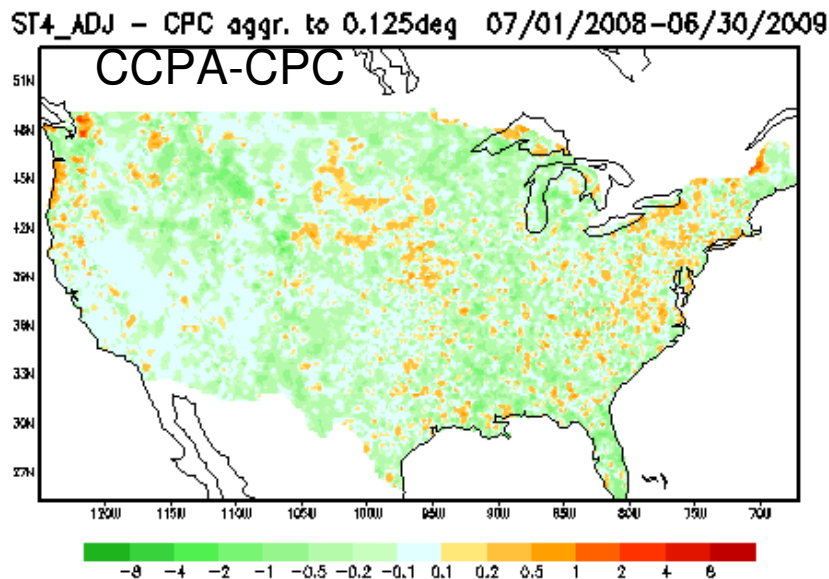 ST4_ADJ - CPC aggr. to 0.125deg 07/01/2008-06/30/2009
CCPA-CPC
51N
48N
45N
42N
39N
36N
33N
30N
27N
120W 115W 110W 105W 100W 95W 90W 85W 80W 75W 70W
-8 -4 -2 -1 -0.5 -0.2 -0.1 0.1 0.2 0.5 1 2 4 8